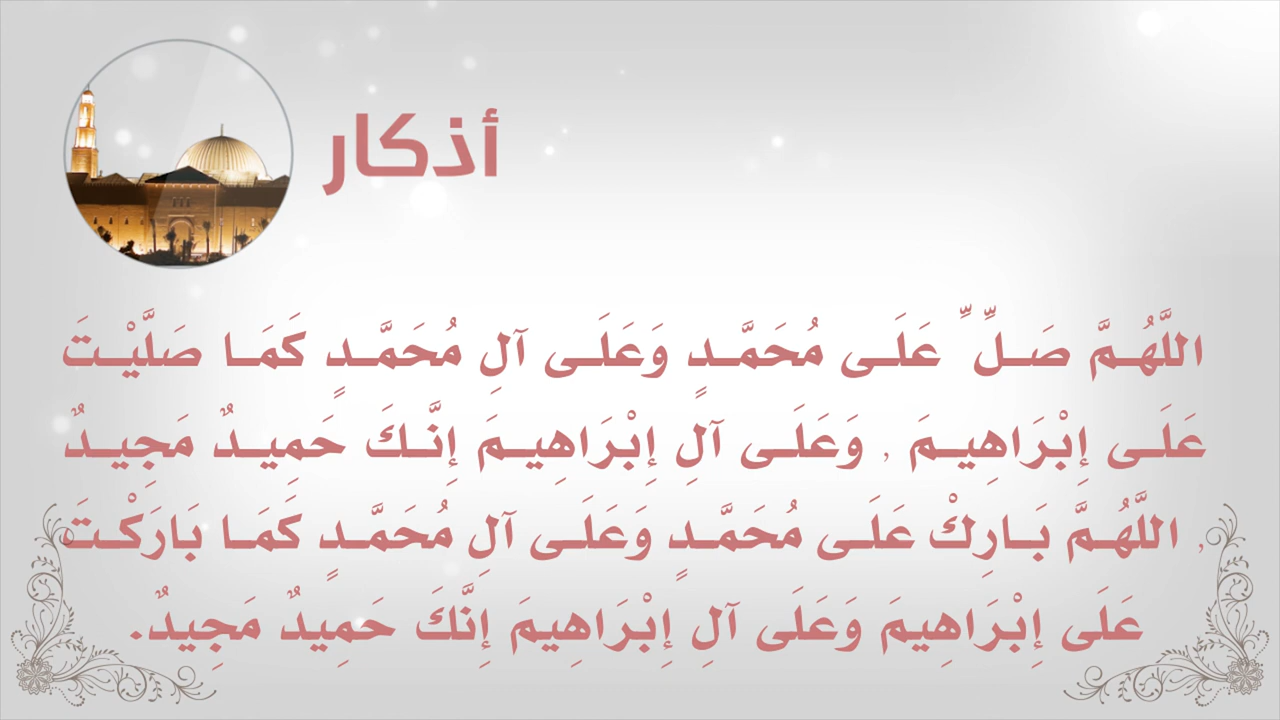 أذكار
اللَّهُمَّ صَلِّ ِّ عَلَى مُحَمَّدٍ وَعَلَى آلِ مُحَمَّدٍ كَمَا صَلَّيْتَ
عَلَى إِبْرَاهِيمَ , وَعَلَى آلِ إِبْرَاهِيمَ إِنَّكَ حَمِيدٌ مَجِيدٌ
, اللَّهُمَّ بَارِكْ عَلَى مُحَمَّدٍ وَعَلَى آلِ مُحَمَّدٍ كَمَا بَارَكْتَ
عَلَى إِبْرَاهِيمَ وَعَلَى آلِ إِبْرَاهِيمَ إِنَّكَ حَمِيدٌ مَجِيدٌ.